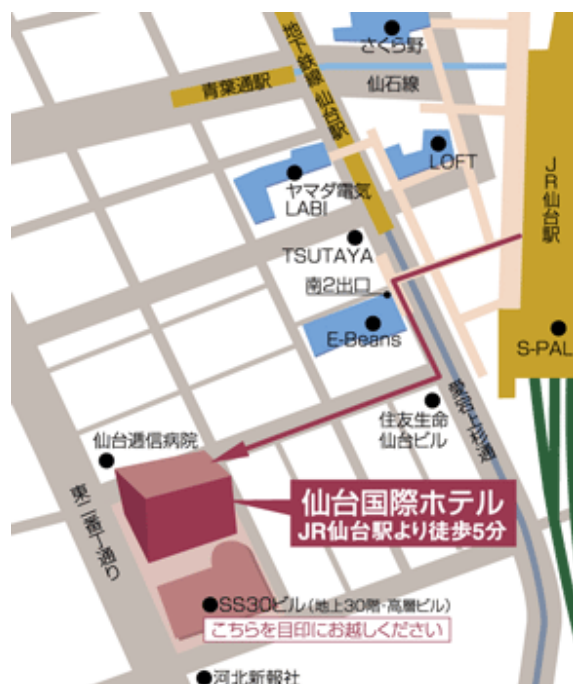 さくら野
地下鉄線 仙台駅
青葉通駅
仙石線
LOFT
ヤマダ電気
LABI
JR仙台駅
TSUTAYA
南2出口
E-Beans
S-PAL
愛宕上杉通
住友生命
仙台ビル
仙台逓信病院
東二番丁通り
仙台国際ホテル
JR仙台駅より徒歩5分
SS30ビル(地上30階・高層ビル)
こちらを目印にお越しください
河北新報社